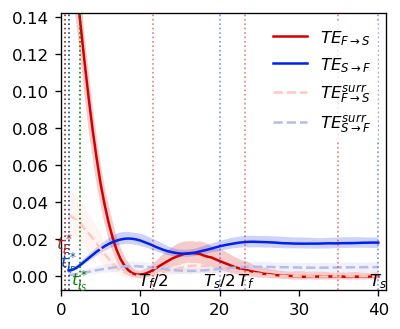 0.14
0.12
0.10
0.08
0.06
0.04
0.02
0.00
TE_{F→S}
TE_{S→F}
TE^{surr}_{F→S}
TE^{surr}_{S→F}
T_f/2
T_s/2
T_f
T_s
0
10
20
30
40